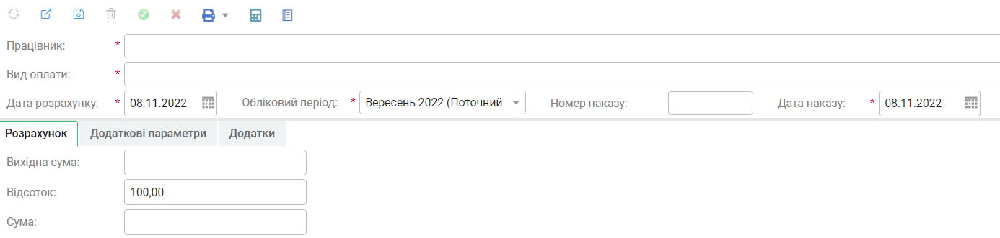 Працівник: *
Вид оплати: *
Дата розрахунку: * 08.11.2022 Обліковий період: * Вересень 2022 (Поточний Номер наказу: Дата наказу: * 08.11.2022
Розрахунок Додаткові параметри Додатки
Вихідна сума:
Відсоток: 100,00
Сума: